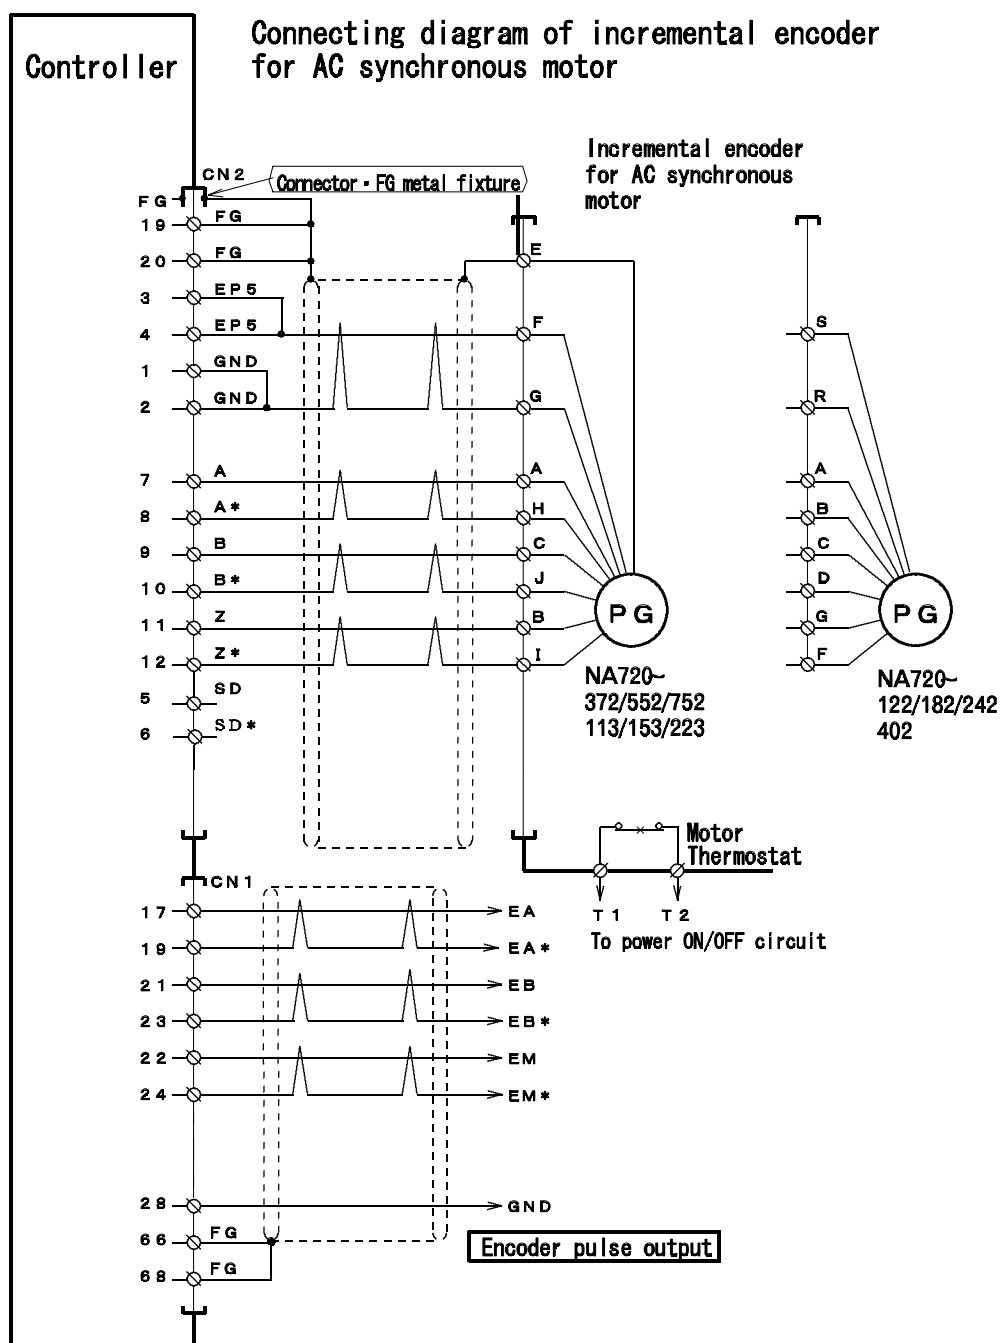 Connecting diagram of incremental encoder
for AC synchronous motor
Controller
Incremental encoder
for AC synchronous
motor
CN2
Connector・FG metal fixture
FG
19 FG
20 FG E
3 EP5
4 EP5 F S
1 GND
2 GND G R
7 A A A
8 A* H B
9 B C C
10 B* J D
11 Z B G
12 Z* I F
PG PG
5 SD
6 SD*
NA720~
372/552/752
113/153/223
NA720~
122/182/242
402
Motor
Thermostat
T1 T2
To power ON/OFF circuit
CN1
17 EA
19 EA*
21 EB
23 EB*
22 EM
24 EM*
28 GND
66 FG
68 FG
Encoder pulse output